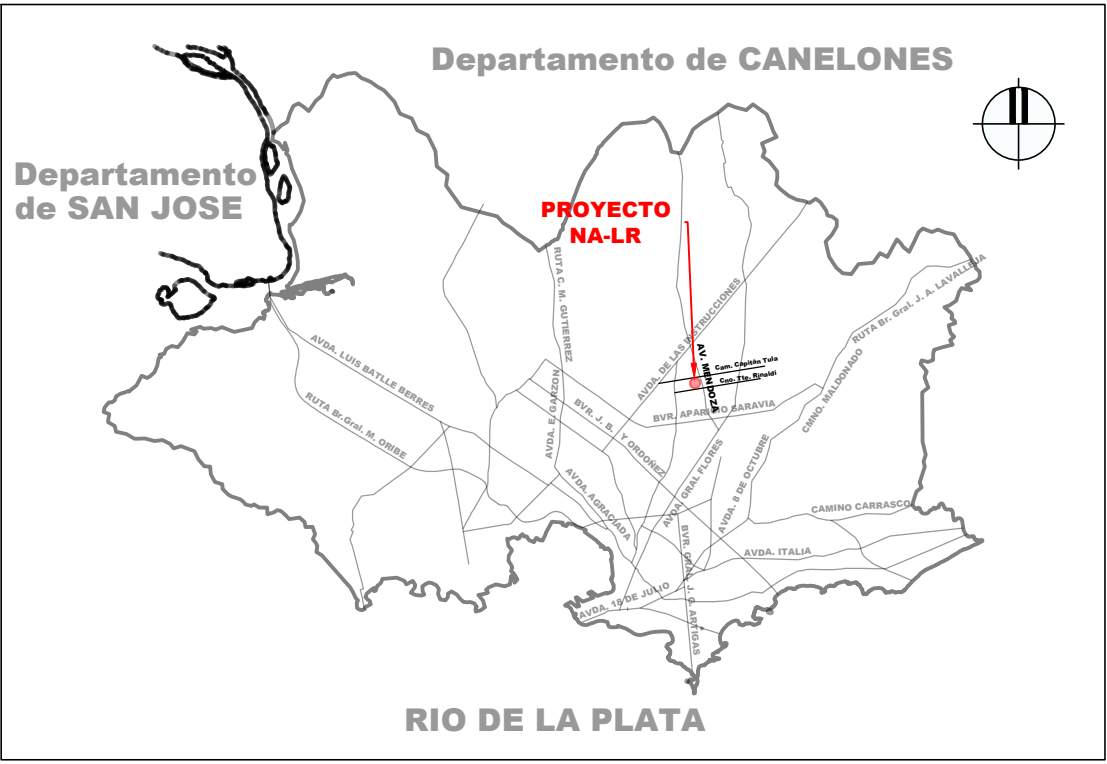 Departamento de CANELONES
Departamento
de SAN JOSE
PROYECTO
NA-LR
RUTA C. M. GUTIERREZ
AVDA. DE LAS INSTRUCCIONES
RUTA Br. Gral. J. A. LAVALLEJA
AVDA. LUIS BATLLE BERRES
AV. MENDOZA
Cam. Capitán Tula
Cno. Tte. Rinaldi
CMNO. MALDONADO
RUTA Br.Gral. M. ORIBE
AVDA. E. GARZON
BVR. J. B. Y ORDOÑEZ
BVR. APARICIO SARAVIA
AVDA. AGRACIADA
AVDA. GRAL FLORES
AVDA. 8 DE OCTUBRE
CAMINO CARRASCO
AVDA. ITALIA
BVR. GRAL. J. G. ARTIGAS
AVDA. 18 DE JULIO
RIO DE LA PLATA